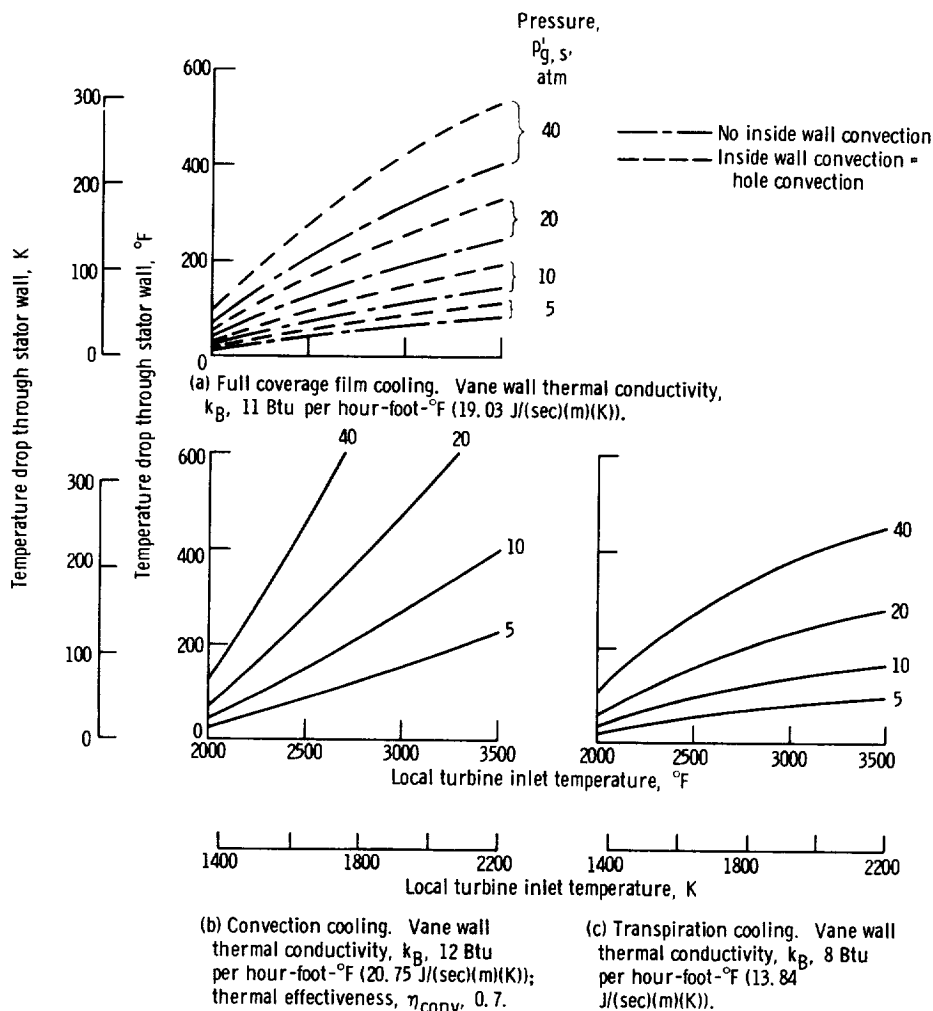 Pressure,
p'g, s,
atm
600
400
200
0
300
200
100
0
40
20
10
5
No inside wall convection
Inside wall convection =
hole convection
Temperature drop through stator wall, K
Temperature drop through stator wall, °F
(a) Full coverage film cooling. Vane wall thermal conductivity,
kB, 11 Btu per hour-foot-°F (19.03 J/(sec)(m)(K)).
600
400
200
0
300
200
100
0
40
20
10
5
2000
2500
3000
3500
40
20
10
5
2000
2500
3000
3500
Local turbine inlet temperature, °F
1400
1800
2200
1400
1800
2200
Local turbine inlet temperature, K
(b) Convection cooling. Vane wall
thermal conductivity, kB, 12 Btu
per hour-foot-°F (20.75 J/(sec)(m)(K));
thermal effectiveness, ηconv, 0.7.
(c) Transpiration cooling. Vane wall
thermal conductivity, kB, 8 Btu
per hour-foot-°F (13.84
J/(sec)(m)(K)).